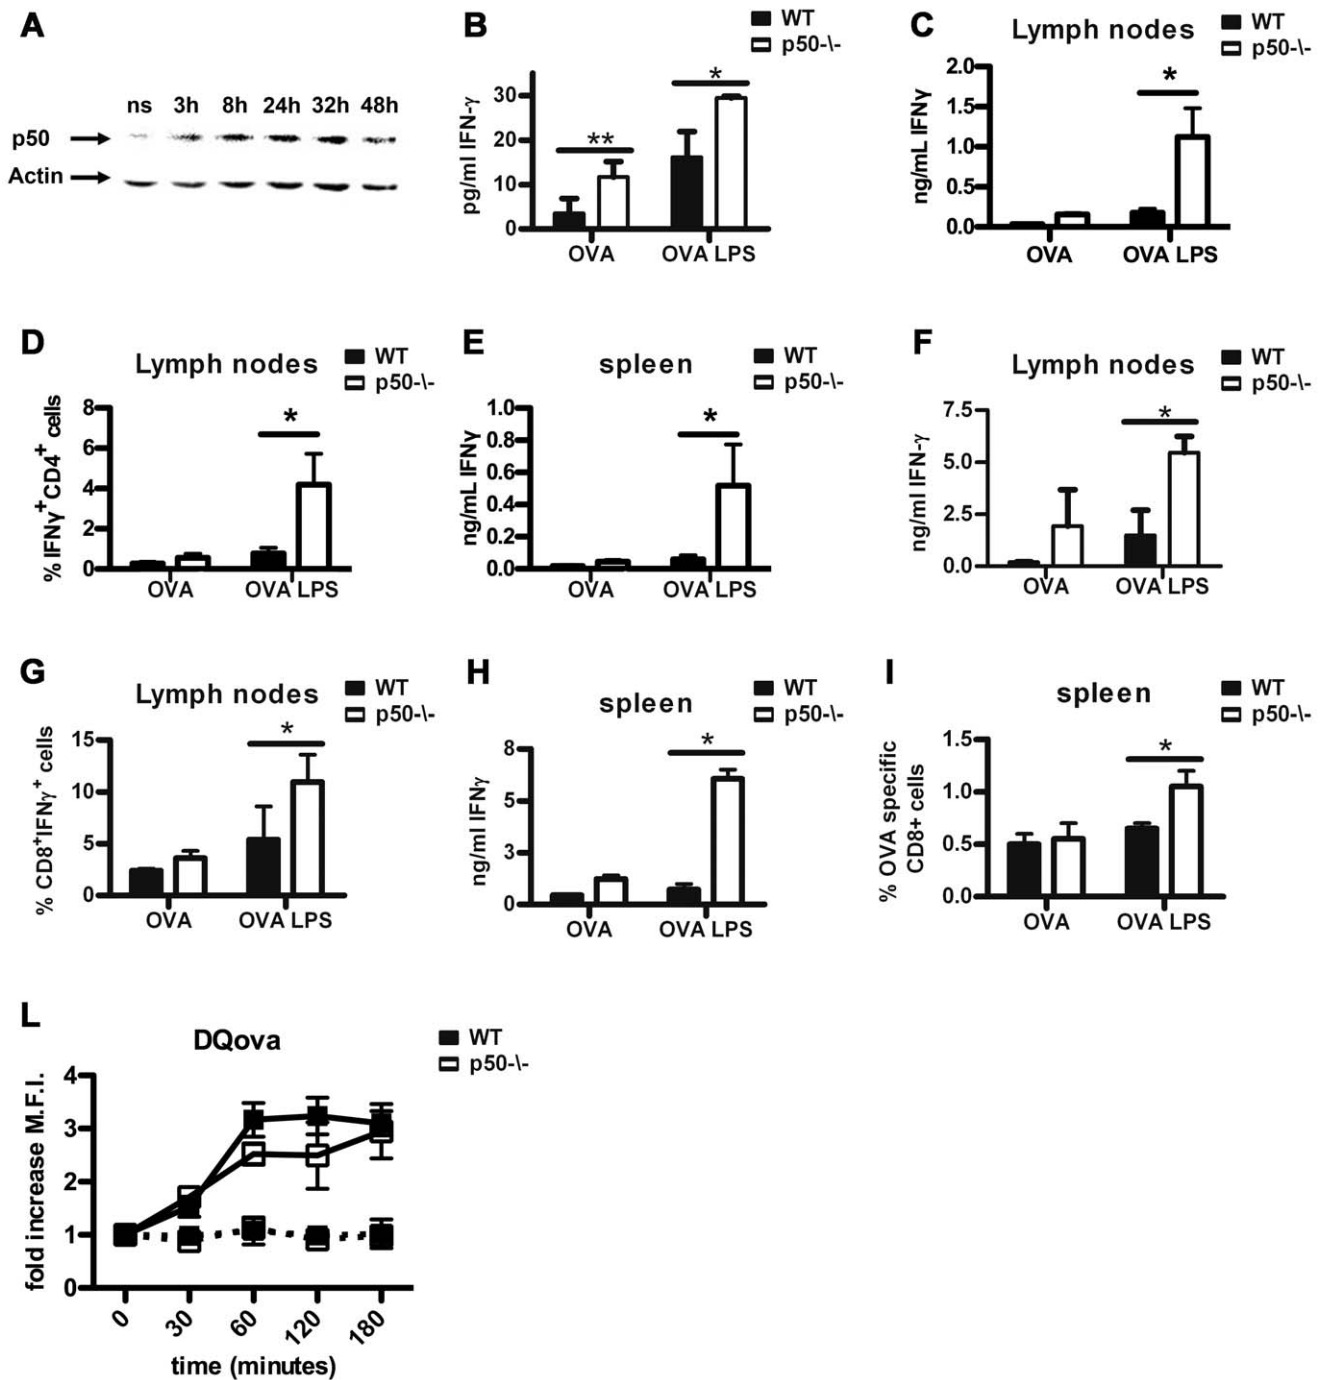 A
ns 3h 8h 24h 32h 48h
p50
Actin
B
WT
p50-\-
pg/ml IFN-γ
30
20
10
0
**
*
OVA
OVA LPS
C
Lymph nodes
WT
p50-\-
ng/mL IFNγ
2.0
1.5
1.0
0.5
0.0
*
OVA
OVA LPS
D
Lymph nodes
WT
p50-\-
% IFNγ+CD4+ cells
8
6
4
2
0
*
OVA
OVA LPS
E
spleen
WT
p50-\-
ng/mL IFNγ
1.0
0.8
0.6
0.4
0.2
0.0
*
OVA
OVA LPS
F
Lymph nodes
WT
p50-\-
ng/ml IFN-γ
7.5
5.0
2.5
0.0
*
OVA
OVA LPS
G
Lymph nodes
WT
p50-\-
% CD8+IFNγ+ cells
15
10
5
0
*
OVA
OVA LPS
H
spleen
WT
p50-\-
ng/ml IFNγ
8
5
3
0
*
OVA
OVA LPS
I
spleen
WT
p50-\-
% OVA specific
CD8+ cells
1.5
1.0
0.5
0.0
*
OVA
OVA LPS
L
DQova
WT
p50-\-
fold increase M.F.I.
4
3
2
1
0
0
30
60
120
180
time (minutes)